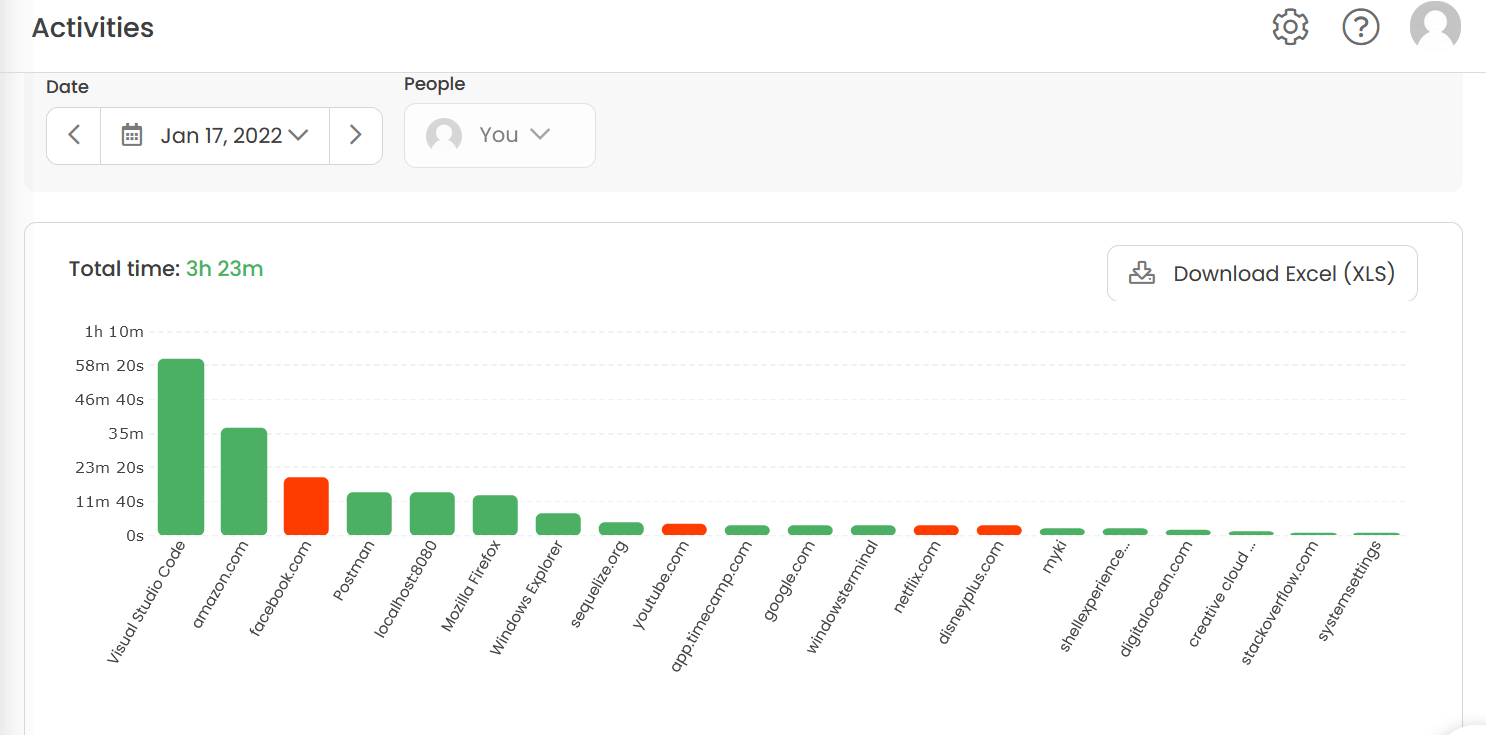 Activities
Date
People
Jan 17, 2022
You
Total time: 3h 23m
Download Excel (XLS)
1h 10m
58m 20s
46m 40s
35m
23m 20s
11m 40s
0s
Visual Studio Code
amazon.com
facebook.com
Postman
localhost:8080
Mozilla Firefox
Windows Explorer
sequelize.org
youtube.com
app.timecamp.com
google.com
windowsterminal
netflix.com
disneyplus.com
myki
shellexperience...
digitalocean.com
creative cloud ...
stackoverflow.com
systemsettings